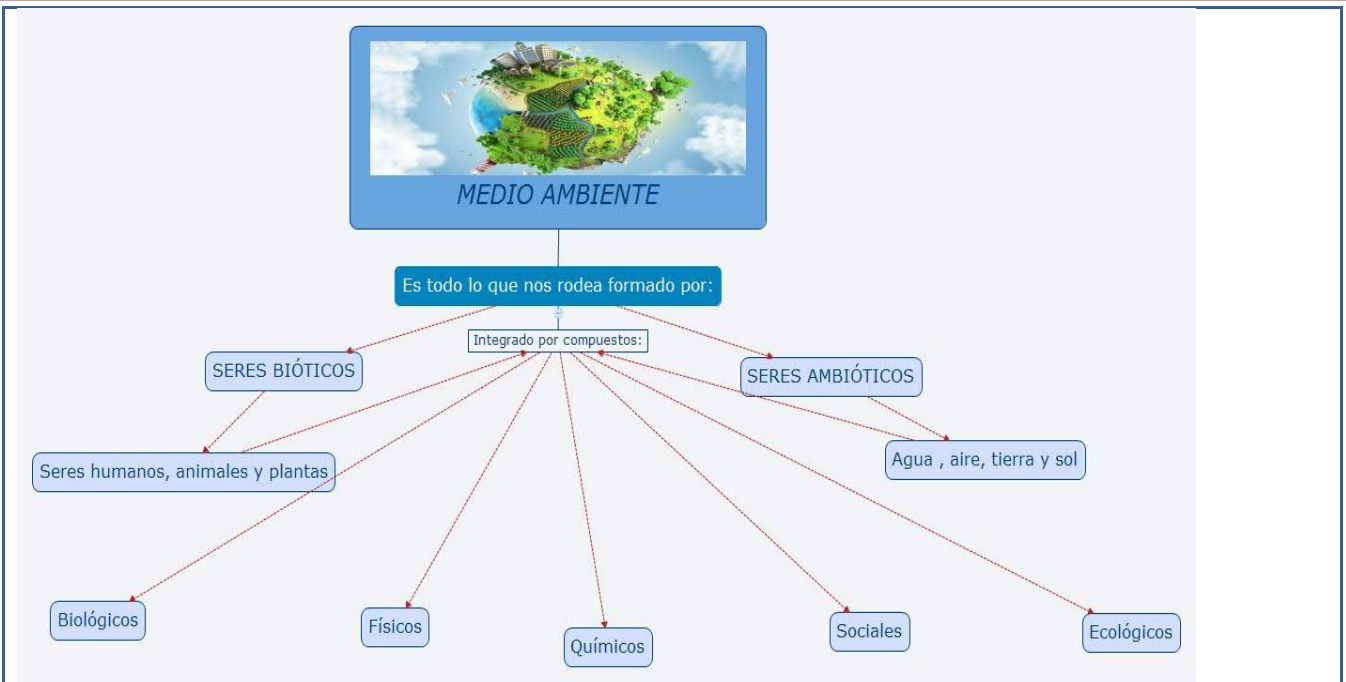 MEDIO AMBIENTE
Es todo lo que nos rodea formado por:
Integrado por compuestos:
SERES BIÓTICOS
SERES AMBIÓTICOS
Seres humanos, animales y plantas
Agua , aire, tierra y sol
Biológicos
Físicos
Químicos
Sociales
Ecológicos